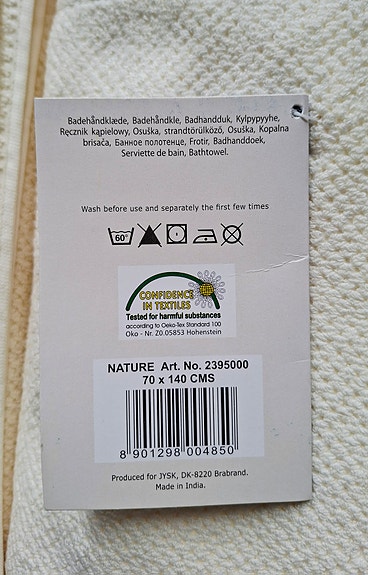 Badehåndklæde, Badehåndkle, Badhandduk, Kylpypyyhe,
Ręcznik kąpielowy, Osuška, strandtörülköző, Osuška, Kopalna
brisača, Банное полотенце, Frotir, Badhanddoek,
Serviette de bain, Bathtowel.
Wash before use and separately the first few times
60°
CONFIDENCE
IN TEXTILES
Tested for harmful substances
according to Oeko-Tex Standard 100
Oko - Nr. Z0.05853 Hohenstein
NATURE Art. No. 2395000
70 x 140 CMS
8 901298 004850
Produced for JYSK, DK-8220 Brabrand.
Made in India.